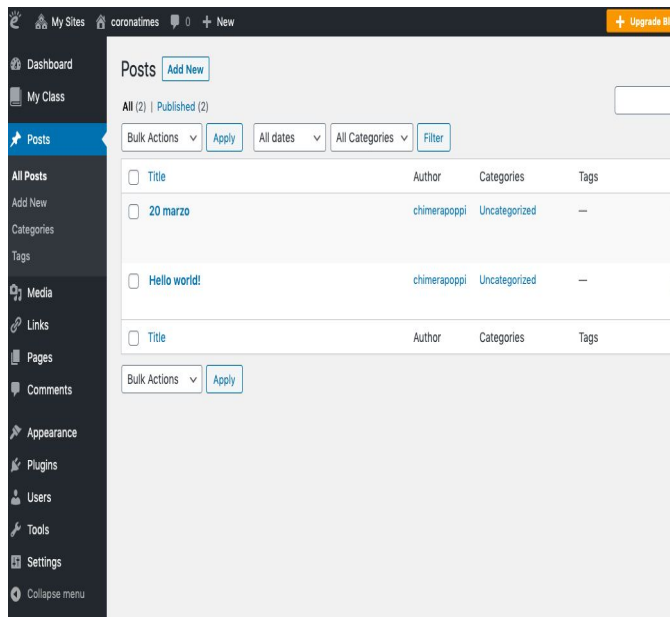 My Sites coronatimes 0 + New + Upgrade
Dashboard
My Class
Posts
All Posts
Add New
Categories
Tags
Media
Links
Pages
Comments
Appearance
Plugins
Users
Tools
Settings
Collapse menu
Posts Add New
All (2) | Published (2)
Bulk Actions Apply All dates All Categories Filter
Title Author Categories Tags
20 marzo chimerapoppi Uncategorized —
Hello world! chimerapoppi Uncategorized —
Title Author Categories Tags
Bulk Actions Apply